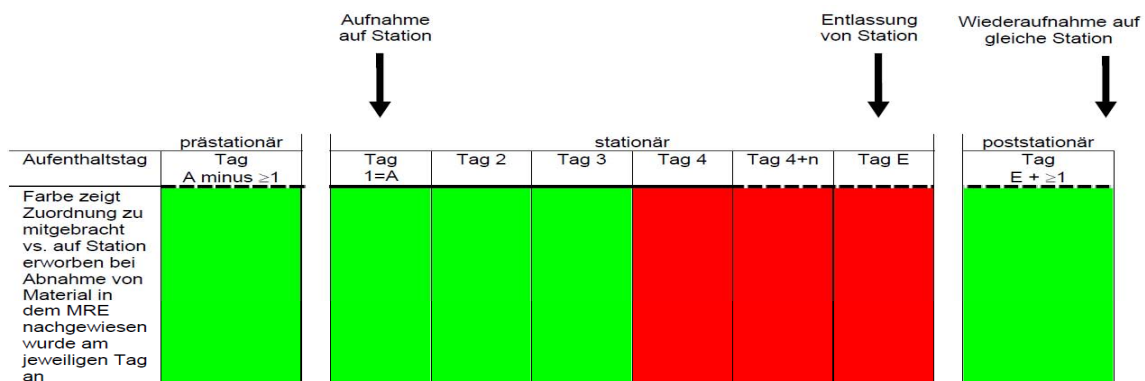 Aufnahme
auf Station
Entlassung
von Station
Wiederaufnahme auf
gleiche Station
prästationär
stationär
poststationär
Aufenthaltstag
Tag
A minus ≥1
Tag
1=A
Tag 2
Tag 3
Tag 4
Tag 4+n
Tag E
Tag
E + ≥1
Farbe zeigt
Zuordnung zu
mitgebracht
vs. auf Station
erworben bei
Abnahme von
Material in
dem MRE
nachgewiesen
wurde am
jeweiligen Tag
an